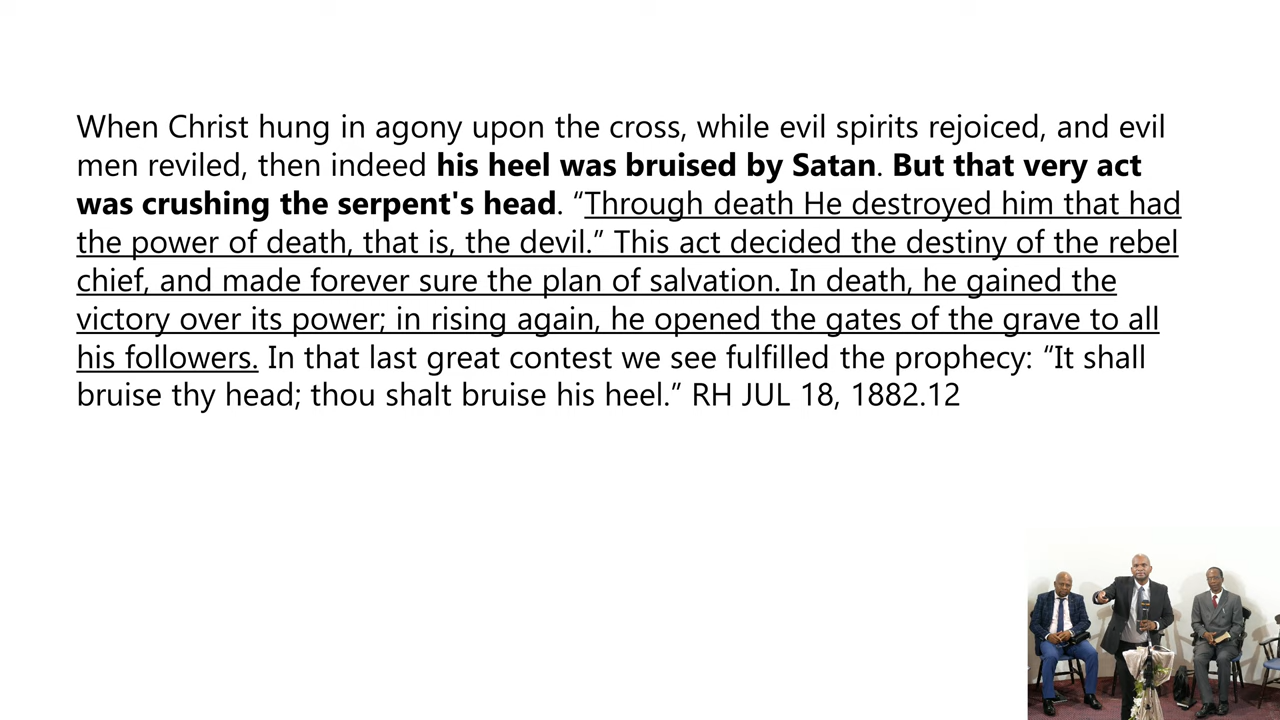 When Christ hung in agony upon the cross, while evil spirits rejoiced, and evil
men reviled, then indeed his heel was bruised by Satan. But that very act
was crushing the serpent's head. “Through death He destroyed him that had
the power of death, that is, the devil.” This act decided the destiny of the rebel
chief, and made forever sure the plan of salvation. In death, he gained the
victory over its power; in rising again, he opened the gates of the grave to all
his followers. In that last great contest we see fulfilled the prophecy: “It shall
bruise thy head; thou shalt bruise his heel.” RH JUL 18, 1882.12